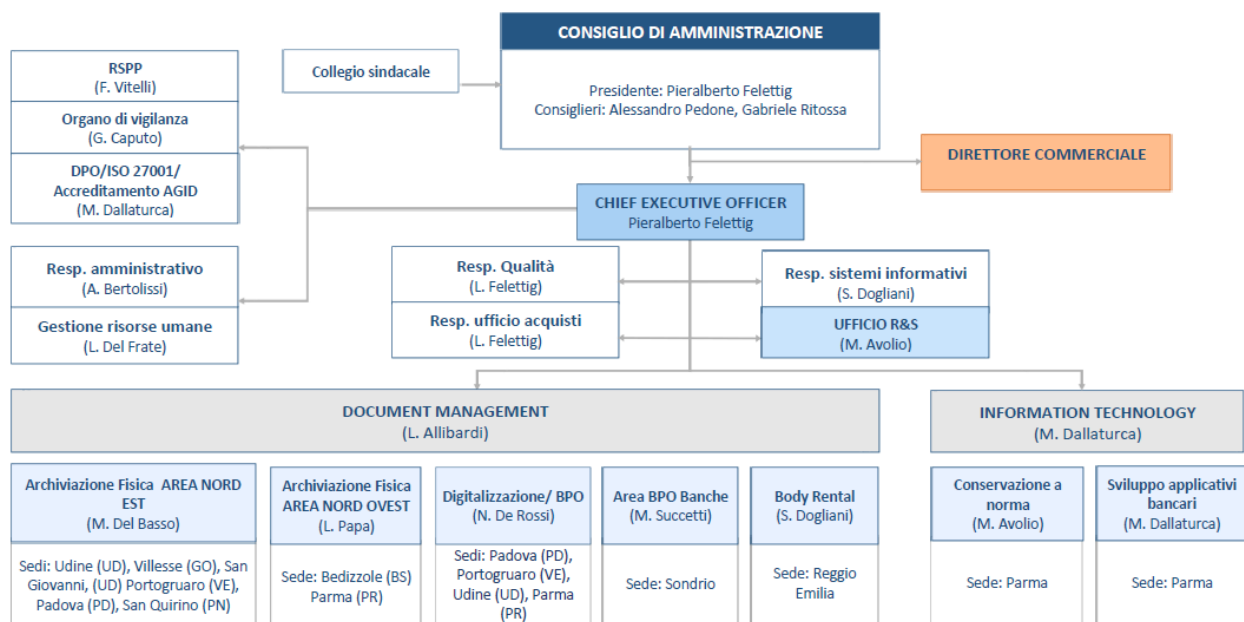 CONSIGLIO DI AMMINISTRAZIONE
Presidente: Pieralberto Felettig
Consiglieri: Alessandro Pedone, Gabriele Ritossa
Collegio sindacale
RSPP
(F. Vitelli)
Organo di vigilanza
(G. Caputo)
DPO/ISO 27001/
Accreditamento AGID
(M. Dallaturca)
DIRETTORE COMMERCIALE
CHIEF EXECUTIVE OFFICER
Pieralberto Felettig
Resp. amministrativo
(A. Bertolissi)
Gestione risorse umane
(L. Del Frate)
Resp. Qualità
(L. Felettig)
Resp. ufficio acquisti
(L. Felettig)
Resp. sistemi informativi
(S. Dogliani)
UFFICIO R&S
(M. Avolio)
DOCUMENT MANAGEMENT
(L. Allibardi)
INFORMATION TECHNOLOGY
(M. Dallaturca)
Archiviazione Fisica AREA NORD
EST
(M. Del Basso)
Sedi: Udine (UD), Villesse (GO), San
Giovanni, (UD) Portogruaro (VE),
Padova (PD), San Quirino (PN)
Archiviazione Fisica
AREA NORD OVEST
(L. Papa)
Sede: Bedizzole (BS)
Parma (PR)
Digitalizzazione/ BPO
(N. De Rossi)
Sedi: Padova (PD),
Portogruaro (VE),
Udine (UD), Parma
(PR)
Area BPO Banche
(M. Succetti)
Sede: Sondrio
Body Rental
(S. Dogliani)
Sede: Reggio
Emilia
Conservazione a
norma
(M. Avolio)
Sede: Parma
Sviluppo applicativi
bancari
(M. Dallaturca)
Sede: Parma